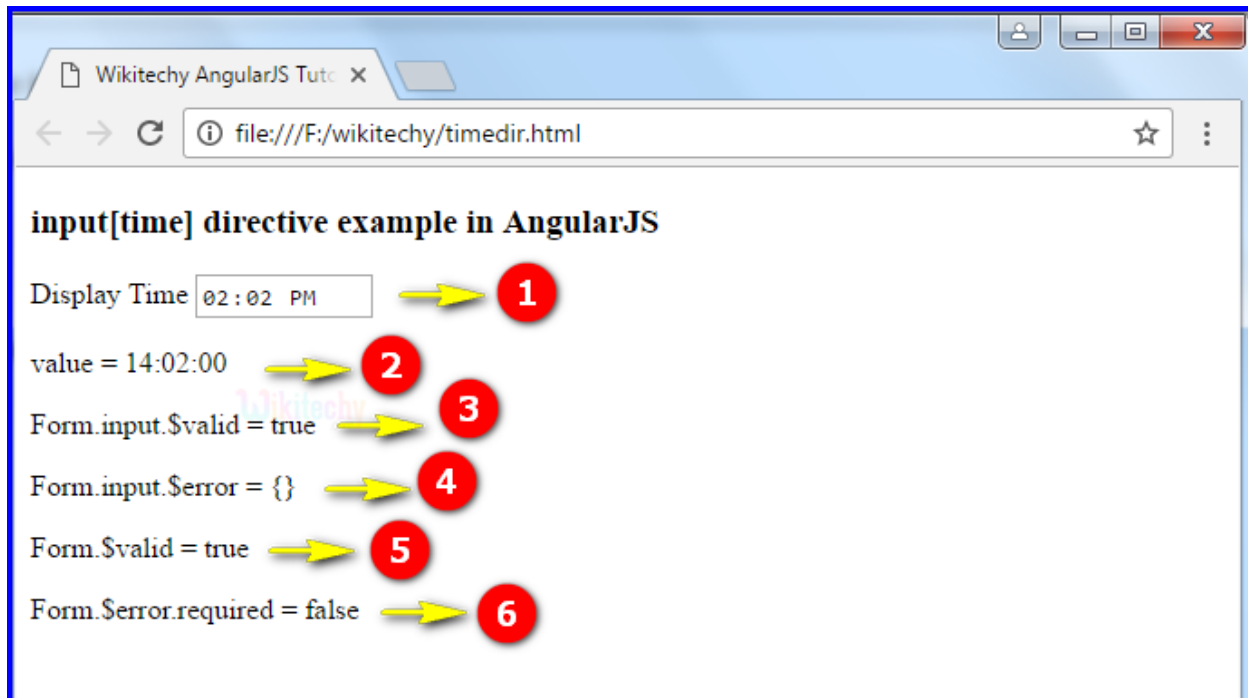 Wikitechy AngularJS Tuto
file:///F:/wikitechy/timedir.html
input[time] directive example in AngularJS
Display Time 02:02 PM 1
value = 14:02:00 2
Wikitechy
Form.input.$valid = true 3
Form.input.$error = {} 4
Form.$valid = true 5
Form.$error.required = false 6